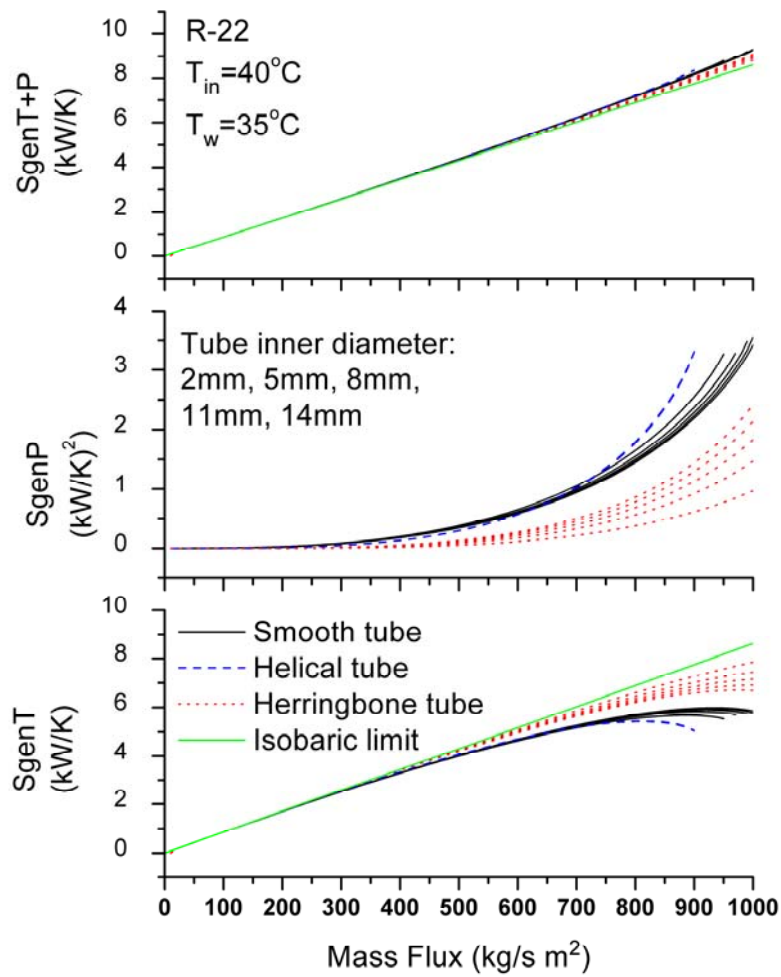 SgenT+P
(kW/K)
10
8
6
4
2
0
R-22
T_in=40°C
T_w=35°C
SgenP
(kW/K)²)
4
3
2
1
0
Tube inner diameter:
2mm, 5mm, 8mm,
11mm, 14mm
SgenT
(kW/K)
10
8
6
4
2
0
Smooth tube
Helical tube
Herringbone tube
Isobaric limit
0 100 200 300 400 500 600 700 800 900 1000
Mass Flux (kg/s m²)